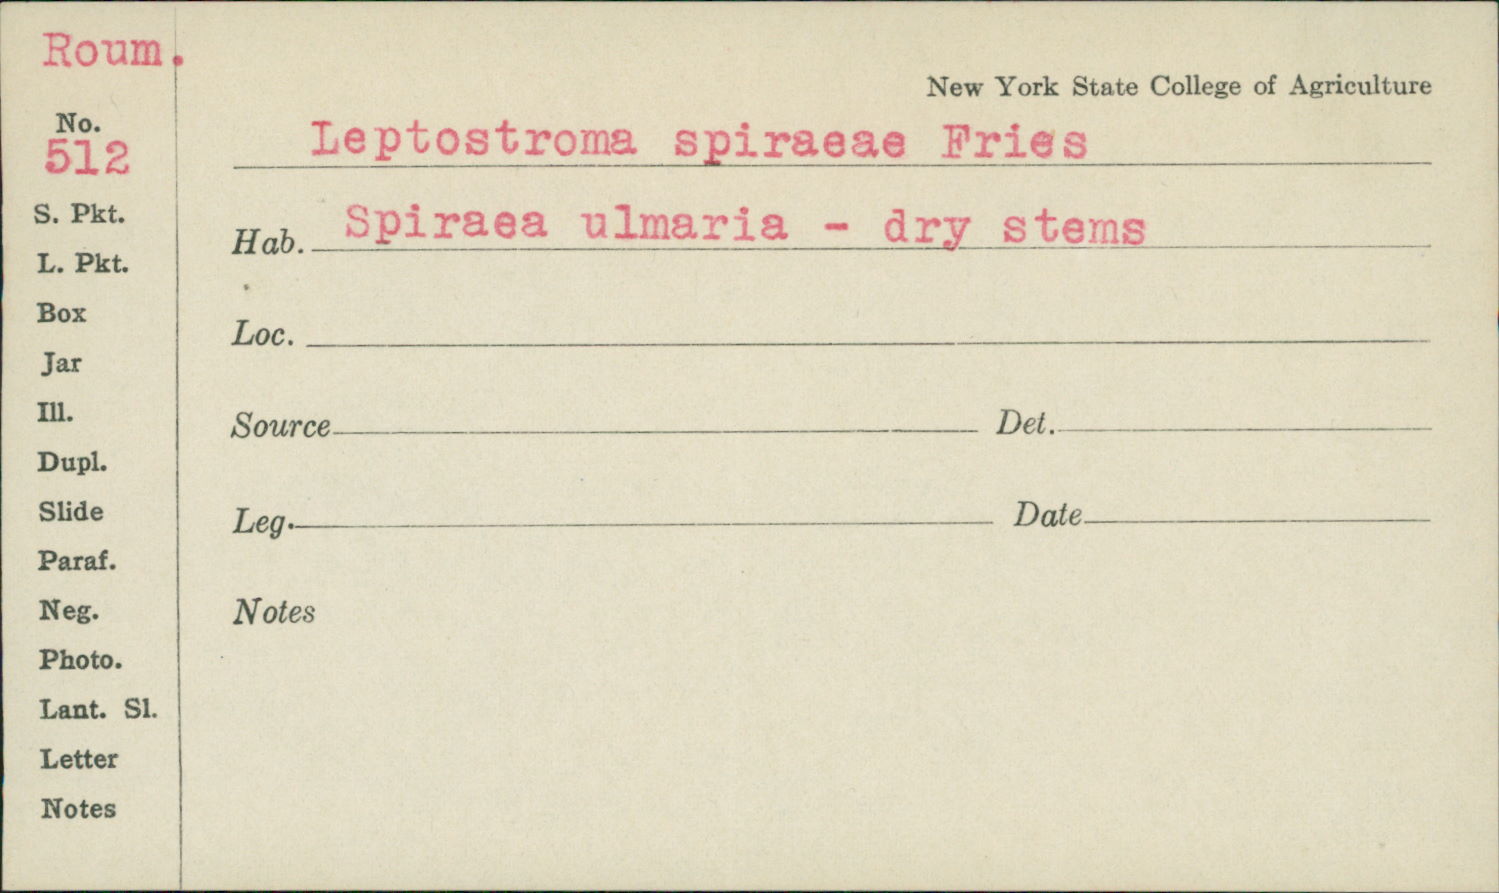 Roum.
New York State College of Agriculture
No.
512
Leptostroma spiraeae Fries
S. Pkt.
Hab. Spiraea ulmaria - dry stems
L. Pkt.
Box
Loc.
Jar
Ill.
Source Det.
Dupl.
Slide
Leg. Date
Paraf.
Neg.
Notes
Photo.
Lant. Sl.
Letter
Notes